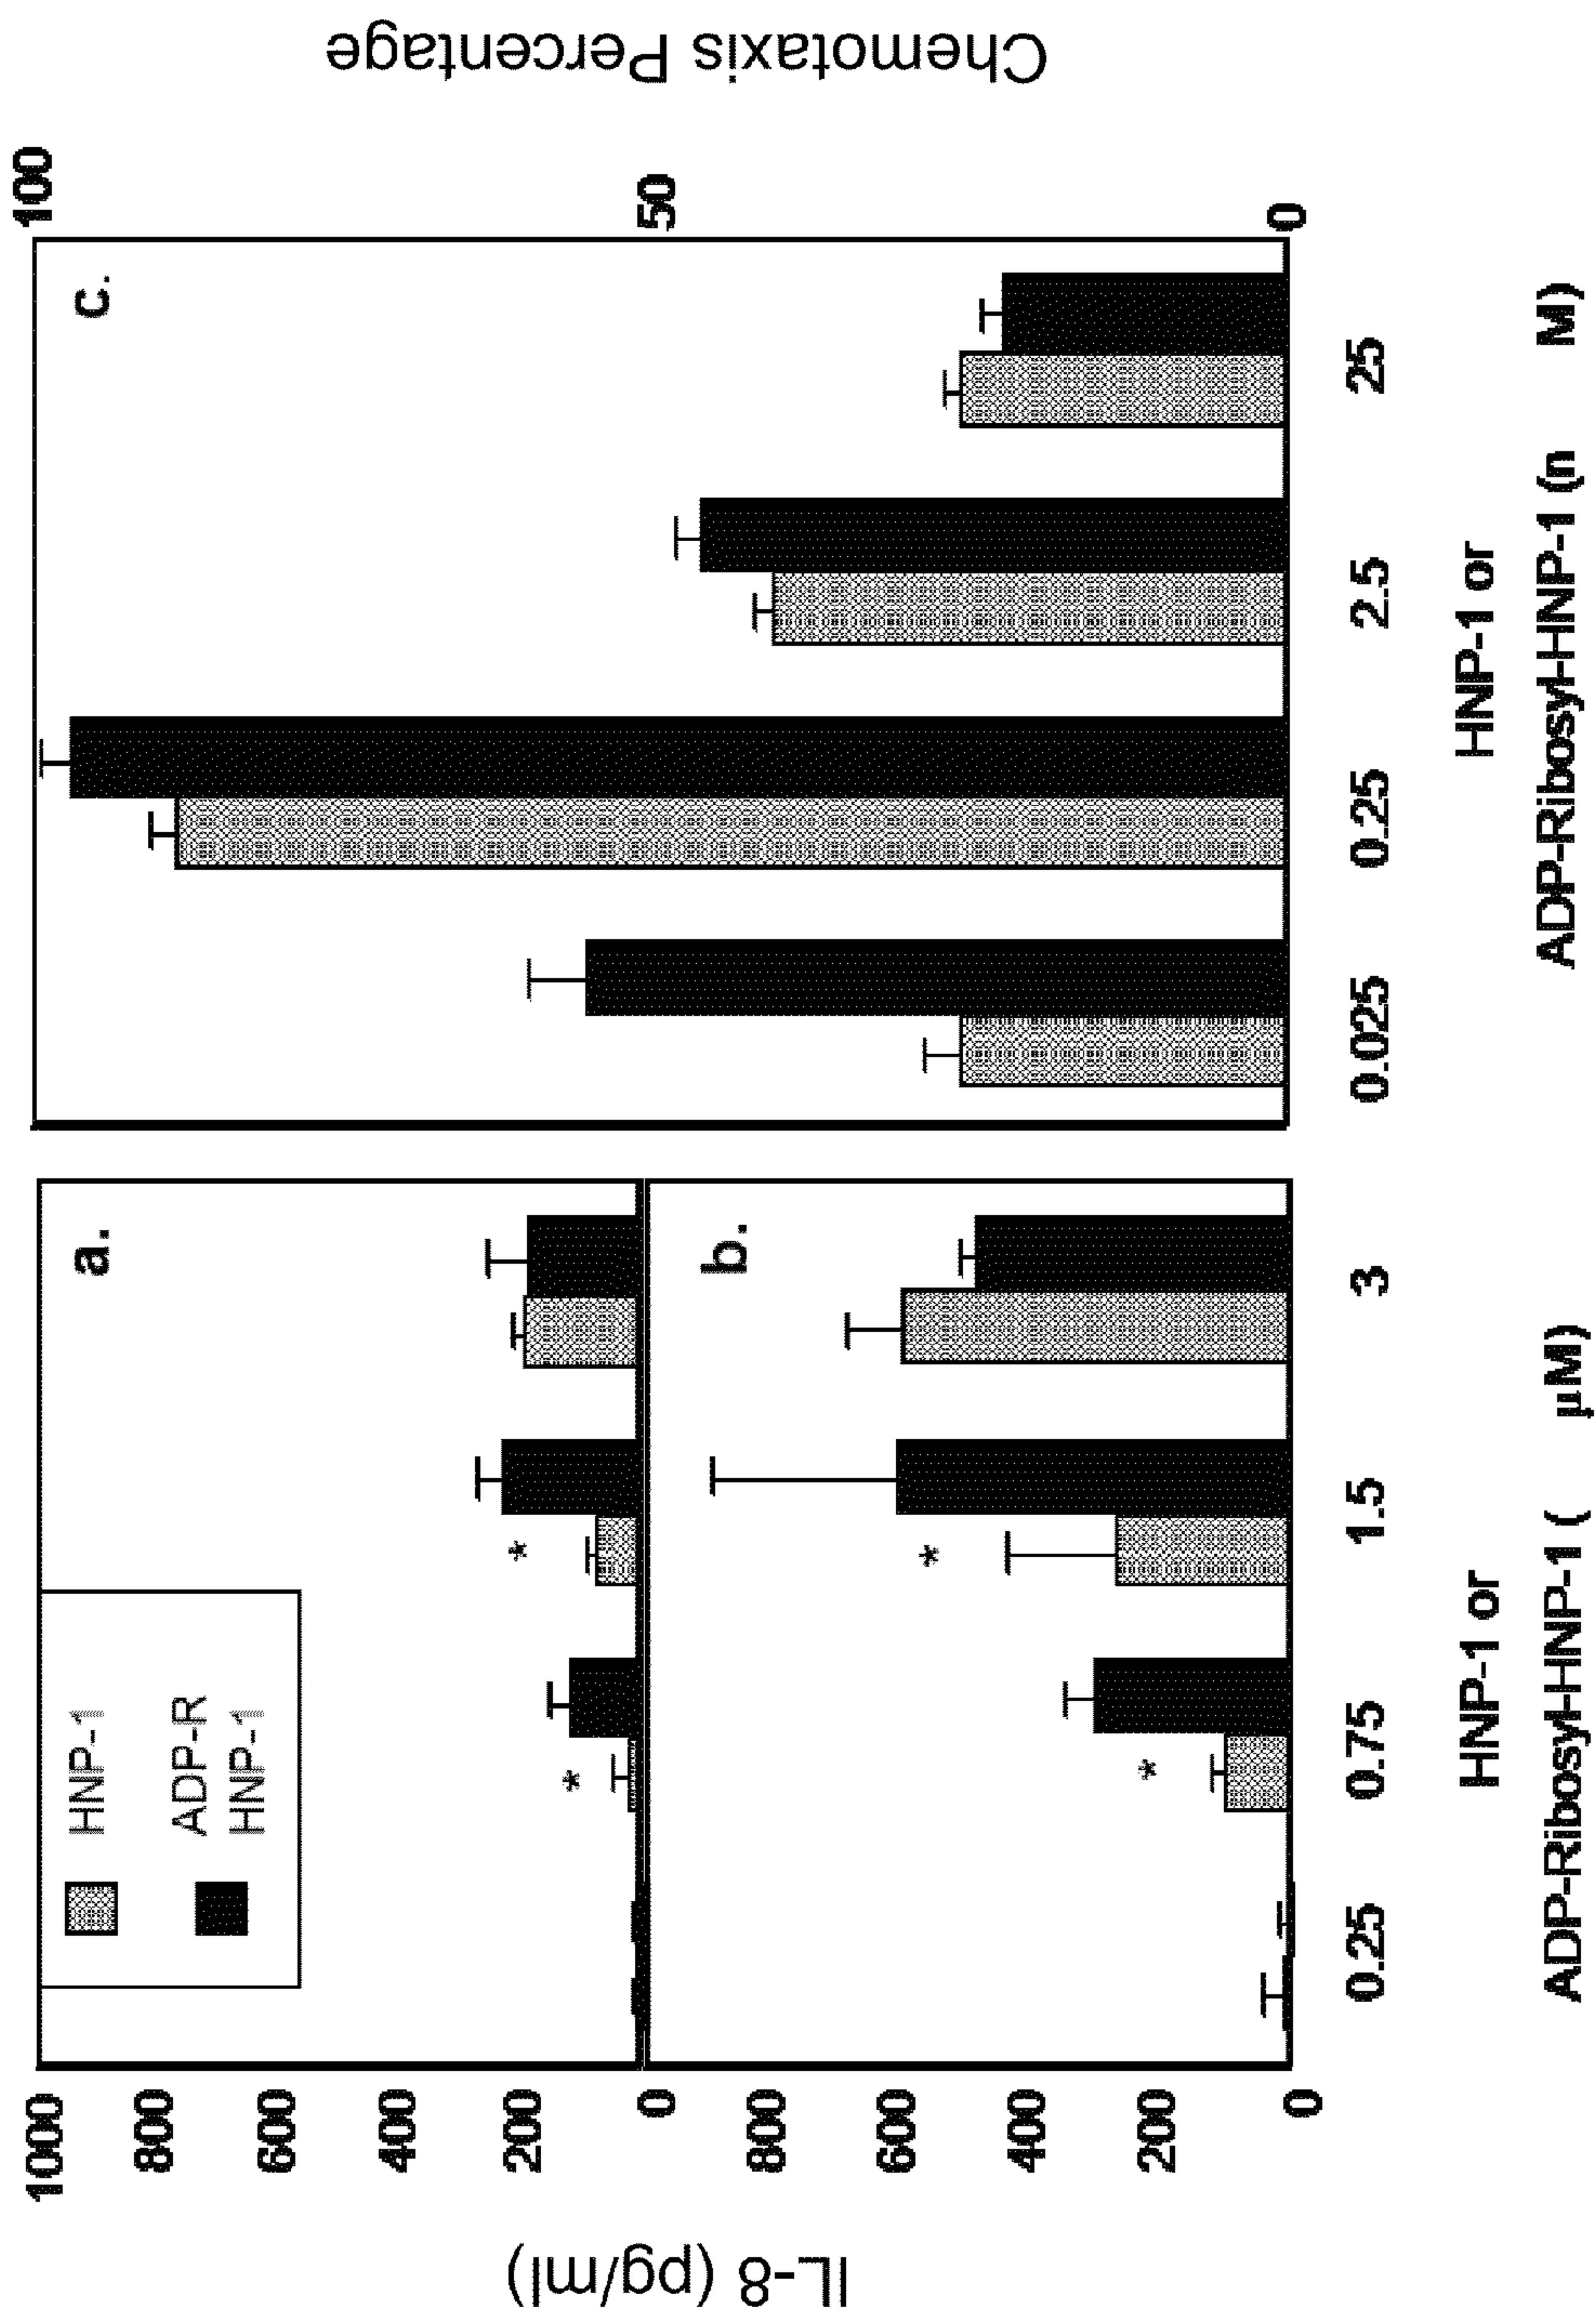 IL-8 (pg/ml)
1000
800
600
400
200
0
800
600
400
200
0
HNP-1
ADP-R
HNP-1
a.
*
*
b.
*
*
0.25
0.75
1.5
3
HNP-1 or
ADP-Ribosyl-HNP-1 ( µM)
c.
100
50
0
Chemotaxis Percentage
0.025
0.25
2.5
25
HNP-1 or
ADP-Ribosyl-HNP-1 (n M)